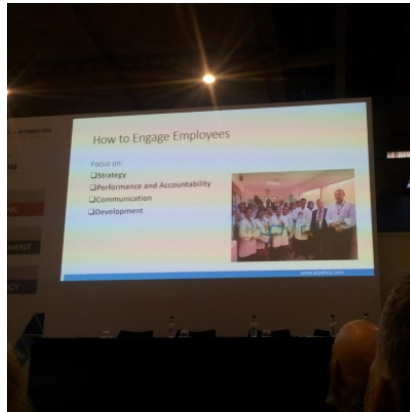 How to Engage Employees
Focus on:
❑Strategy
❑Performance and Accountability
❑Communication
❑Development